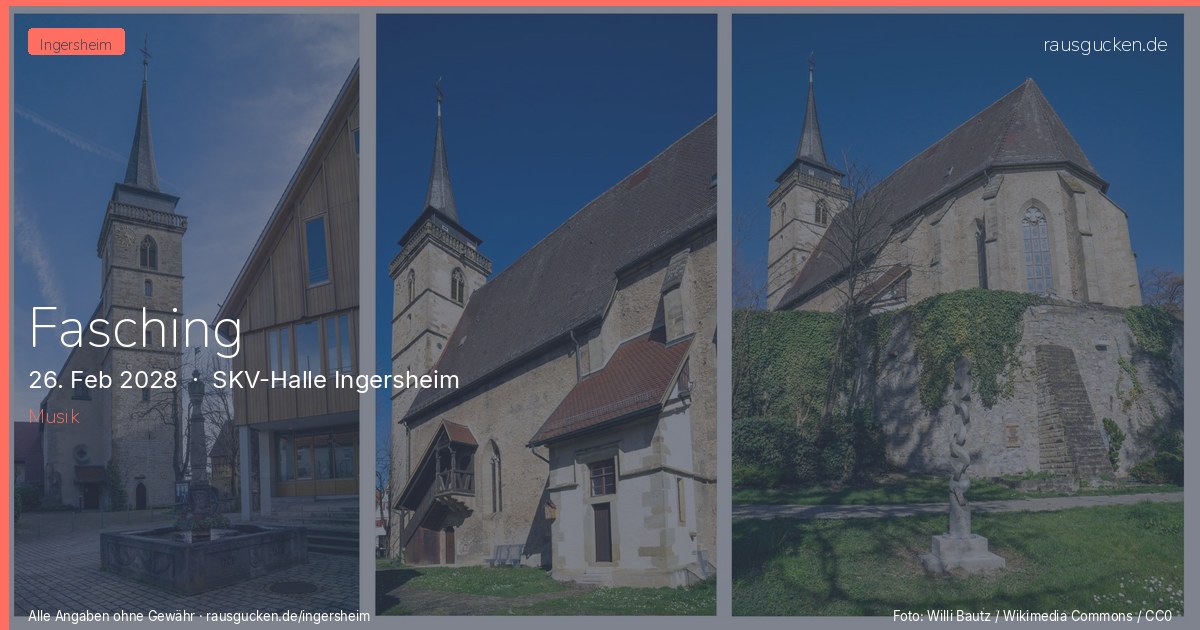 Ingersheim
rausgucken.de
Fasching
26. Feb 2028 · SKV-Halle Ingersheim
Musik
Alle Angaben ohne Gewähr · rausgucken.de/ingersheim
Foto: Willi Bautz / Wikimedia Commons / CC0